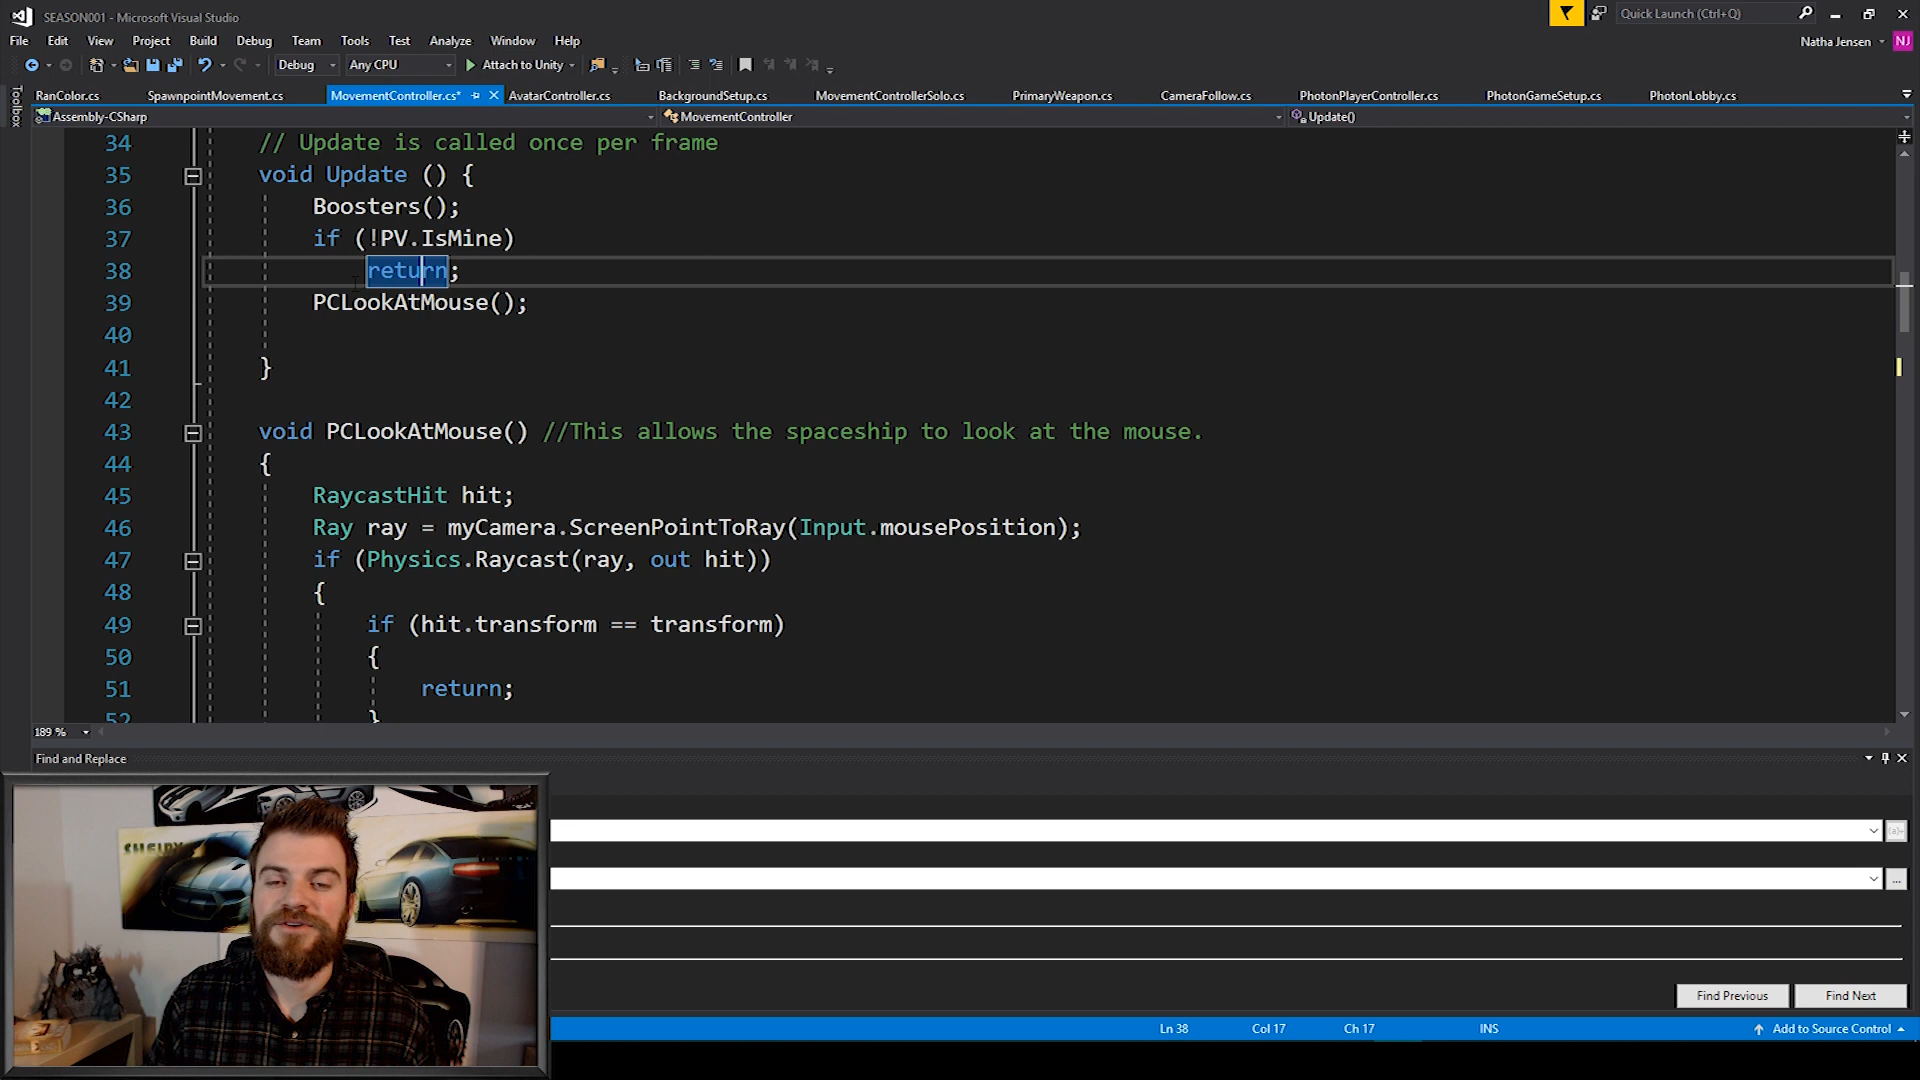 SEASON001 - Microsoft Visual Studio
Quick Launch (Ctrl+Q)
File Edit View Project Build Debug Team Tools Test Analyze Window Help
Natha Jensen NJ
Debug Any CPU Attach to Unity
Toolbox
RanColor.cs SpawnpointMovement.cs MovementController.cs* AvatarController.cs BackgroundSetup.cs MovementControllerSolo.cs PrimaryWeapon.cs CameraFollow.cs PhotonPlayerController.cs PhotonGameSetup.cs PhotonLobby.cs
Assembly-CSharp MovementController Update()
34 // Update is called once per frame
35 void Update () {
36 Boosters();
37 if (!PV.IsMine)
38 return;
39 PCLookAtMouse();
40
41 }
42
43 void PCLookAtMouse() //This allows the spaceship to look at the mouse.
44 {
45 RaycastHit hit;
46 Ray ray = myCamera.ScreenPointToRay(Input.mousePosition);
47 if (Physics.Raycast(ray, out hit))
48 {
49 if (hit.transform == transform)
50 {
51 return;
52 }
189 %
Find and Replace
SHELBY
...
Find Previous Find Next
Ln 38 Col 17 Ch 17 INS Add to Source Control